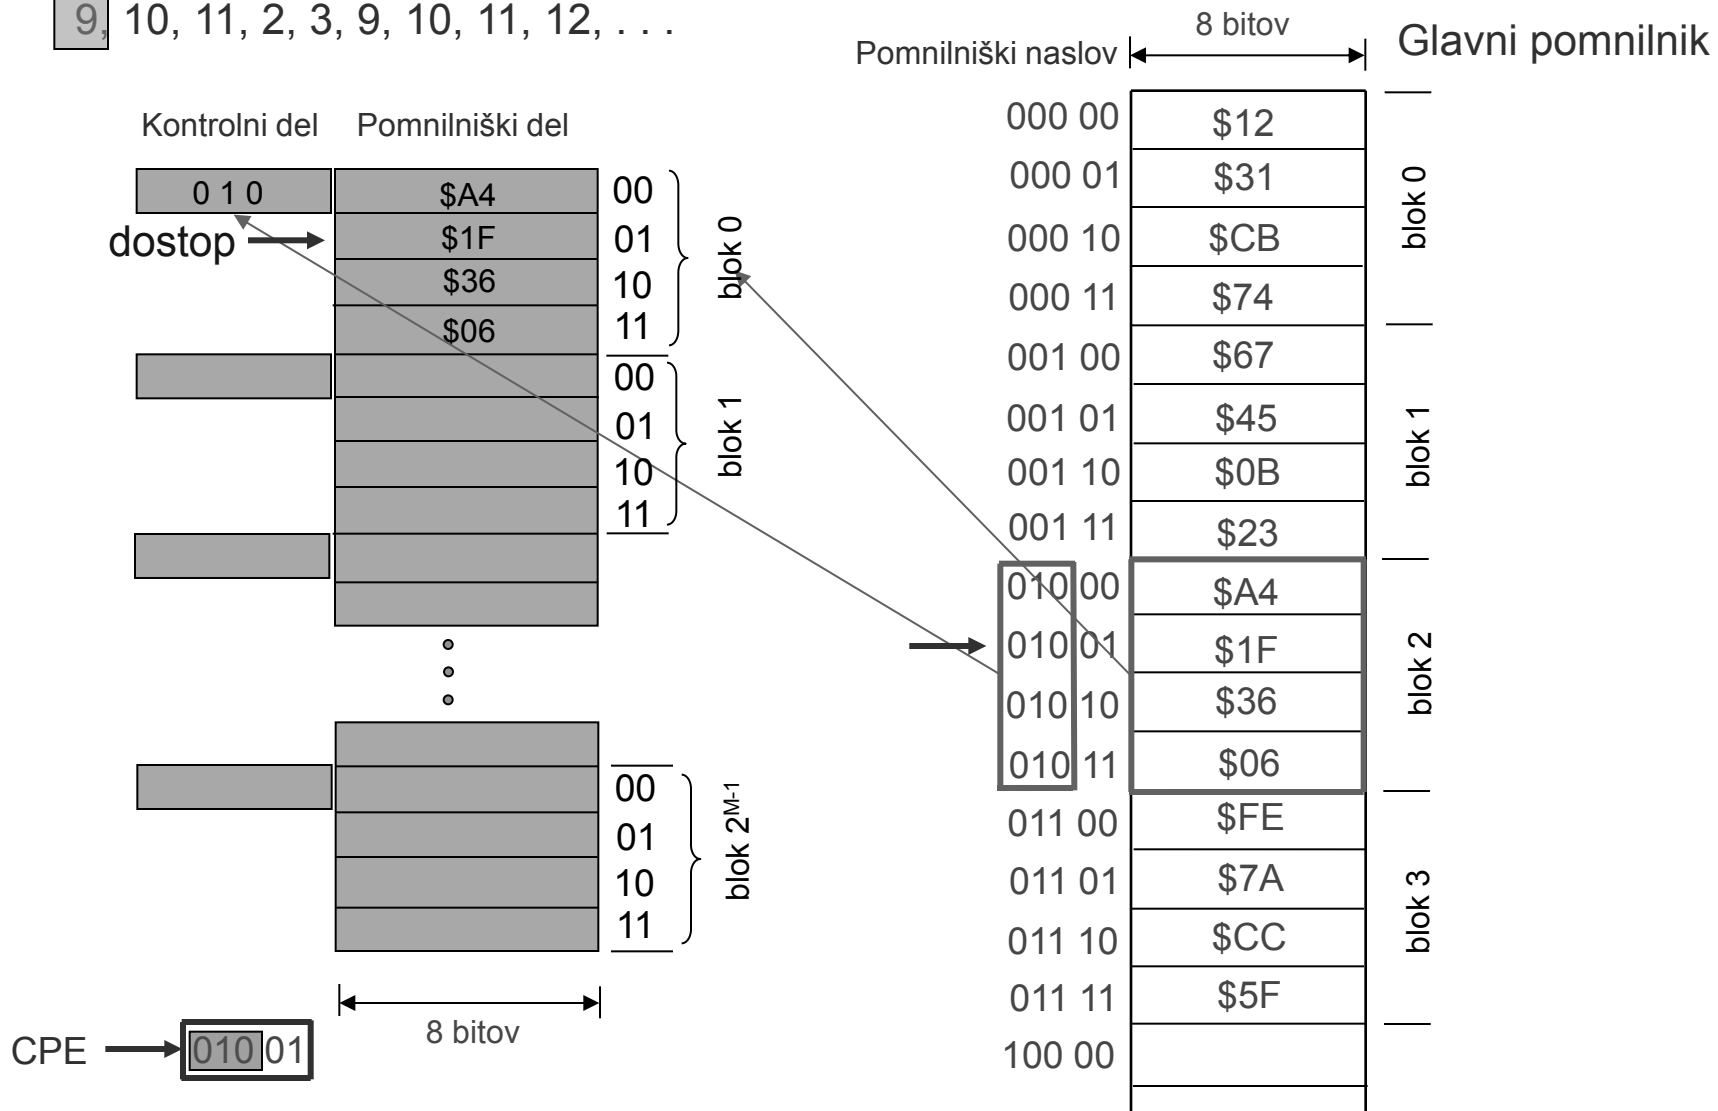 9, 10, 11, 2, 3, 9, 10, 11, 12, . . .
Kontrolni del Pomnilniški del
0 1 0 $A4 00
dostop $1F 01
$36 10
$06 11
blok 0
00
01
10
11
blok 1
00
01
10
11
blok 2M-1
8 bitov
CPE 010 01
Pomnilniški naslov 8 bitov Glavni pomnilnik
000 00 $12
000 01 $31
000 10 $CB
000 11 $74
blok 0
001 00 $67
001 01 $45
001 10 $0B
001 11 $23
blok 1
010 00 $A4
010 01 $1F
010 10 $36
010 11 $06
blok 2
011 00 $FE
011 01 $7A
011 10 $CC
011 11 $5F
blok 3
100 00